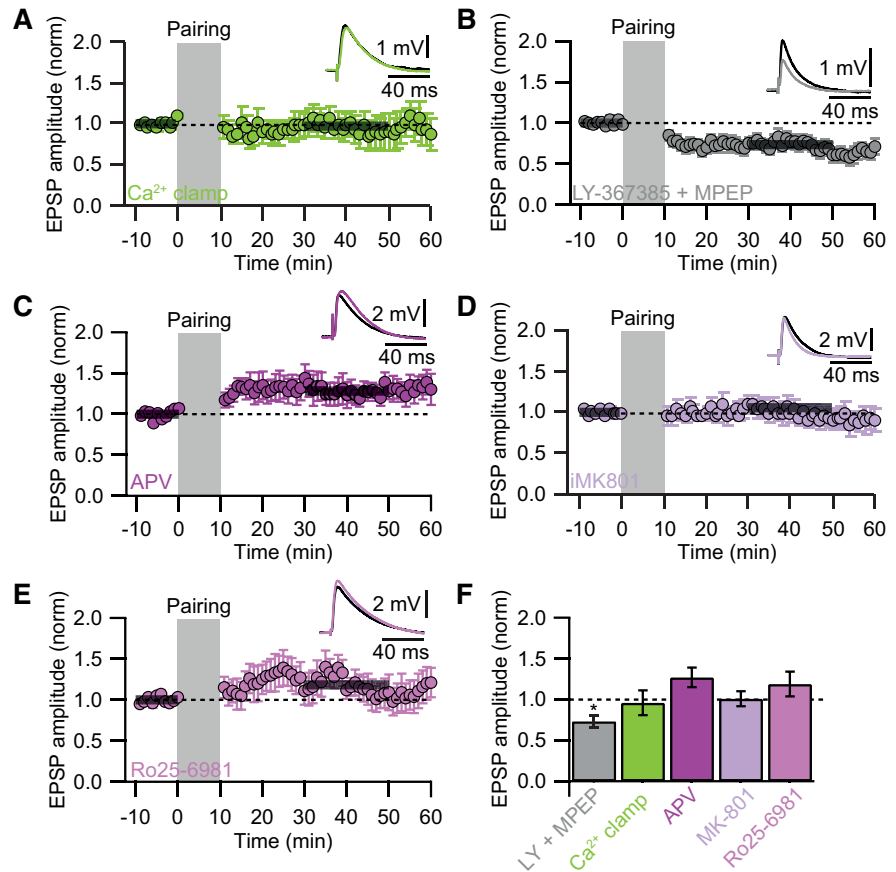 A
Pairing
EPSP amplitude (norm)
2.0
1.5
1.0
0.5
0.0
1 mV
40 ms
Ca²⁺ clamp
-10 0 10 20 30 40 50 60
Time (min)
B
Pairing
EPSP amplitude (norm)
2.0
1.5
1.0
0.5
0.0
1 mV
40 ms
LY-367385 + MPEP
-10 0 10 20 30 40 50 60
Time (min)
C
Pairing
EPSP amplitude (norm)
2.0
1.5
1.0
0.5
0.0
2 mV
40 ms
APV
-10 0 10 20 30 40 50 60
Time (min)
D
Pairing
EPSP amplitude (norm)
2.0
1.5
1.0
0.5
0.0
2 mV
40 ms
iMK801
-10 0 10 20 30 40 50 60
Time (min)
E
Pairing
EPSP amplitude (norm)
2.0
1.5
1.0
0.5
0.0
2 mV
40 ms
Ro25-6981
-10 0 10 20 30 40 50 60
Time (min)
F
EPSP amplitude (norm)
2.0
1.5
1.0
0.5
0.0
*
LY + MPEP
Ca²⁺ clamp
APV
MK-801
Ro25-6981